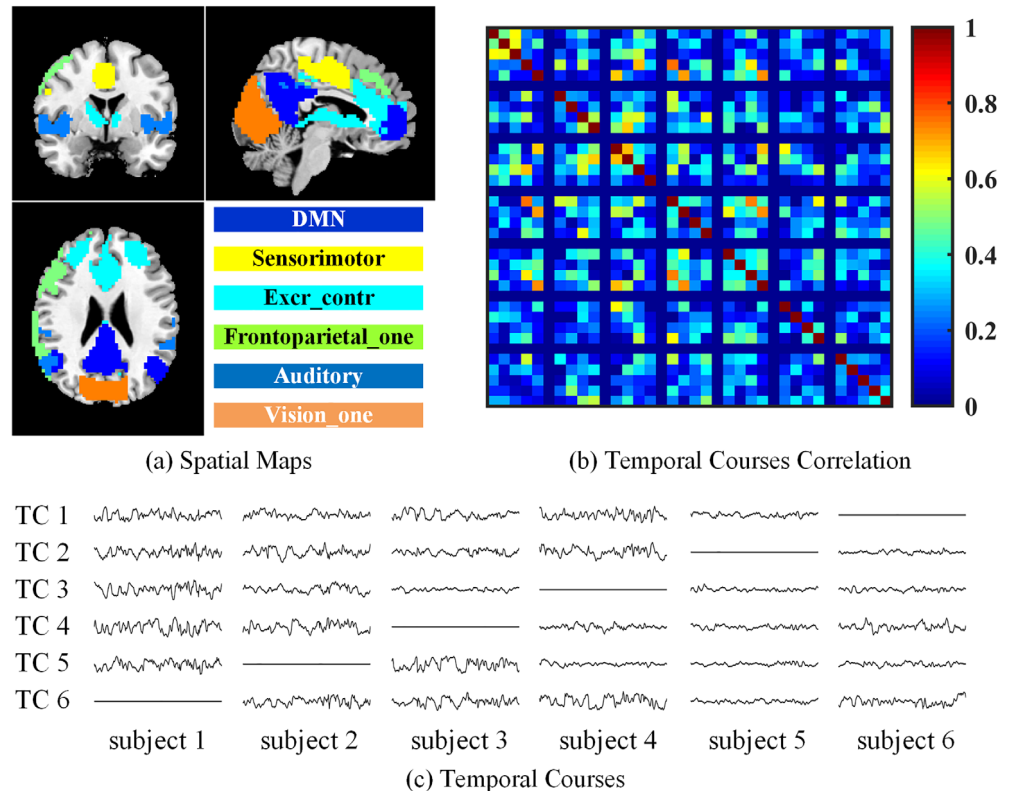 DMN
Sensorimotor
Excr_contr
Frontoparietal_one
Auditory
Vision_one
1
0.8
0.6
0.4
0.2
0
(a) Spatial Maps
(b) Temporal Courses Correlation
TC 1
TC 2
TC 3
TC 4
TC 5
TC 6
subject 1 subject 2 subject 3 subject 4 subject 5 subject 6
(c) Temporal Courses